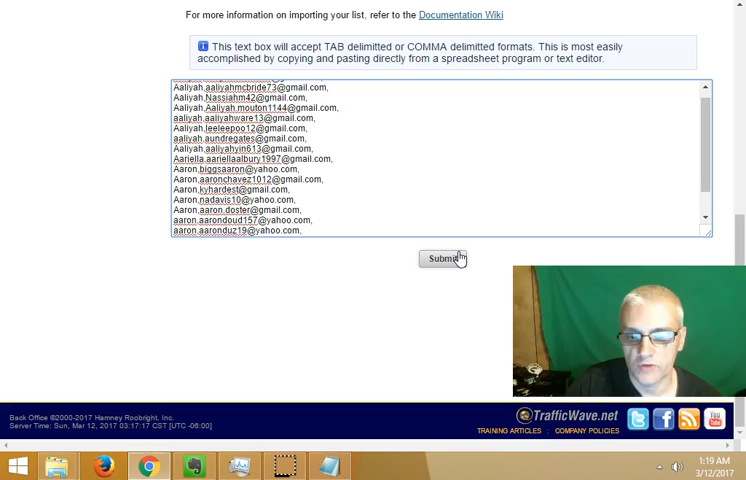 For more information on importing your list, refer to the Documentation Wiki
This text box will accept TAB delimitted or COMMA delimitted formats. This is most easily
accomplished by copying and pasting directly from a spreadsheet program or text editor.
Aaliyah,aaliyahmcbride73@gmail.com,
Aaliyah,Nassiahm42@gmail.com,
Aaliyah,Aaliyah.mouton1144@gmail.com,
aaliyah,aaliyahware13@gmail.com,
Aaliyah,leeleepoo12@gmail.com,
aaliyah,aundregates@gmail.com,
Aaliyah,aaliyahyin613@gmail.com,
Aariella,aariellaalbury1997@gmail.com,
Aaron,biggsaaron@yahoo.com,
Aaron,aaronchavez1012@gmail.com,
Aaron,kyhardest@gmail.com,
Aaron,nadavis10@yahoo.com,
Aaron,aaron.doster@gmail.com,
aaron,aarondoud157@yahoo.com,
aaron,aaronduz19@yahoo.com,
Submit
Back Office ©2000-2017 Hamney Roobright, Inc.
Server Time: Sun, Mar 12, 2017 03:17:17 CST [UTC -06:00]
TrafficWave.net
TRAINING ARTICLES : COMPANY POLICIES
You
Tube
1:19 AM
3/12/2017